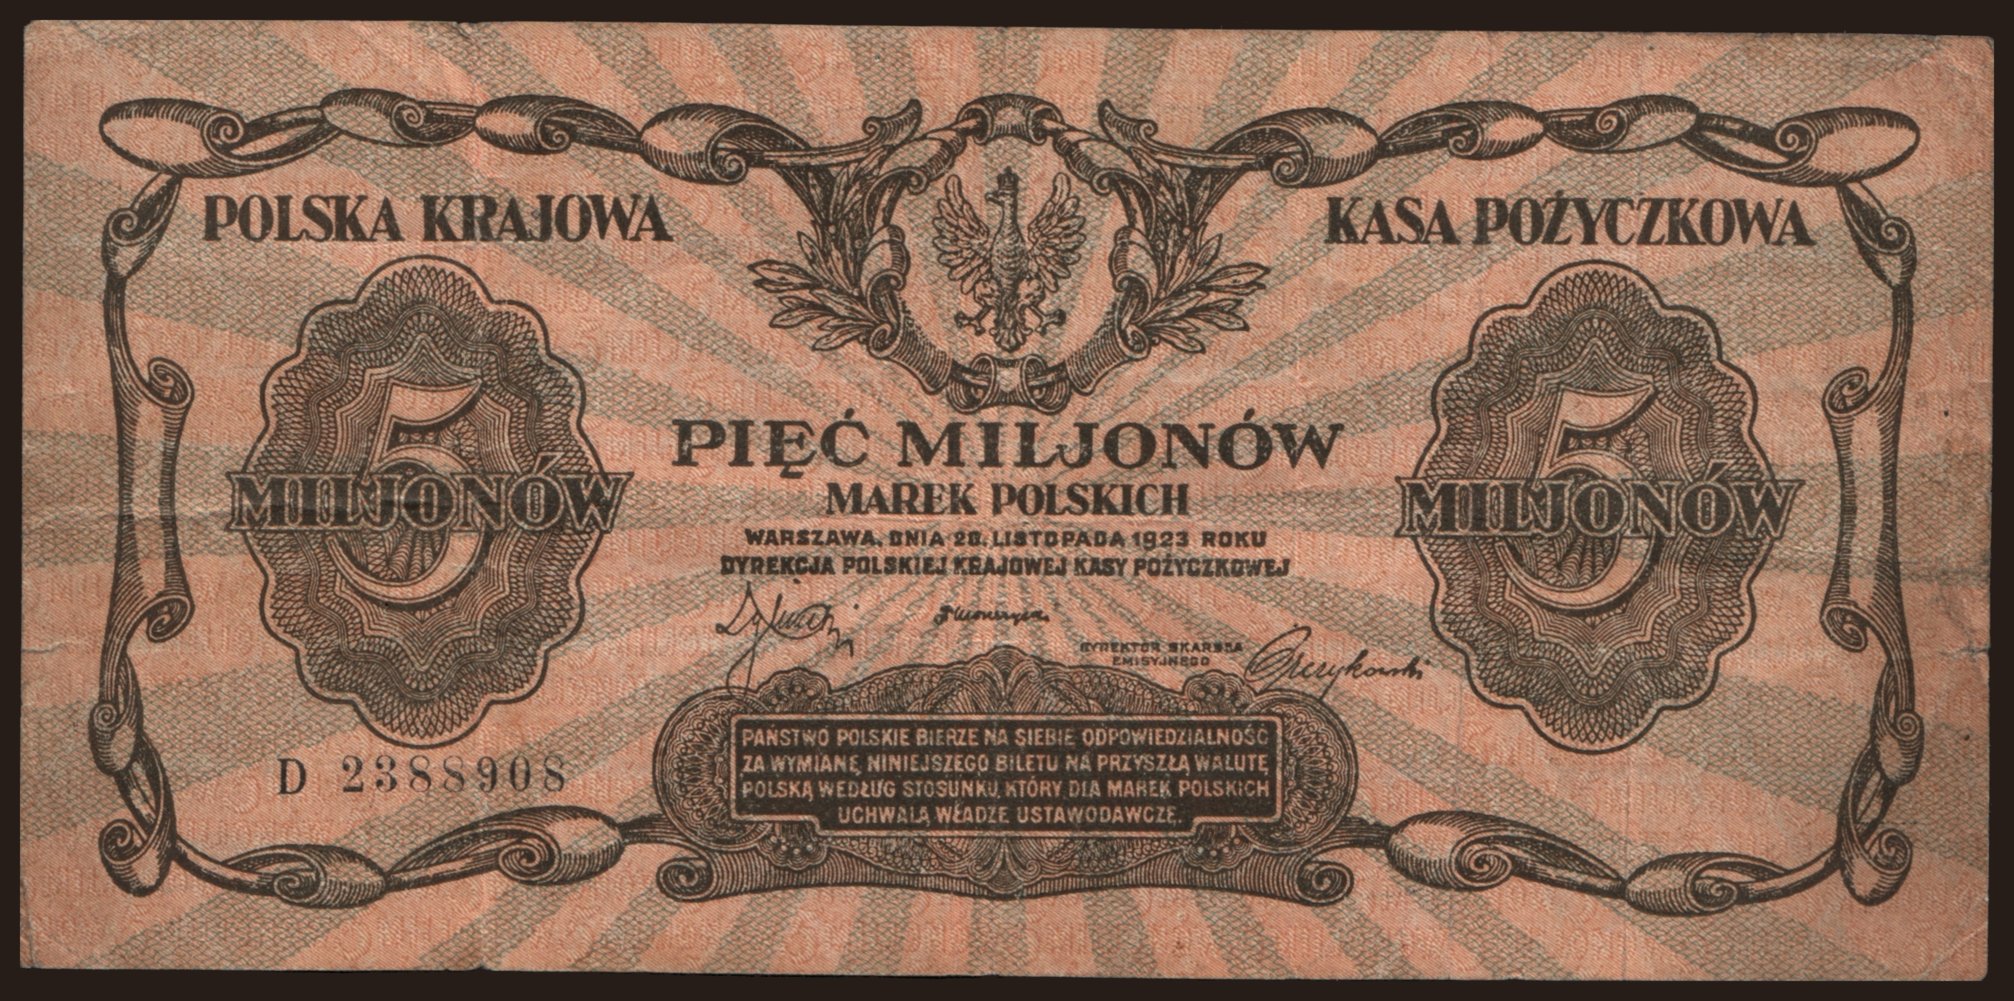 POLSKA KRAJOWA KASA POŻYCZKOWA
5 MILJONÓW
PIĘĆ MILJONÓW
MAREK POLSKICH
WARSZAWA, DNIA 20. LISTOPADA 1923 ROKU
DYREKCJA POLSKIEJ KRAJOWEJ KASY POŻYCZKOWEJ
5 MILJONÓW
DYREKTOR SKARBCA
EMISYJNEGO
D 2388908
PAŃSTWO POLSKIE BIERZE NA SIEBIE ODPOWIEDZIALNOŚĆ
ZA WYMIANĘ NINIEJSZEGO BILETU NA PRZYSZŁĄ WALUTĘ
POLSKĄ WEDŁUG STOSUNKU, KTÓRY DLA MAREK POLSKICH
UCHWALĄ WŁADZE USTAWODAWCZE.